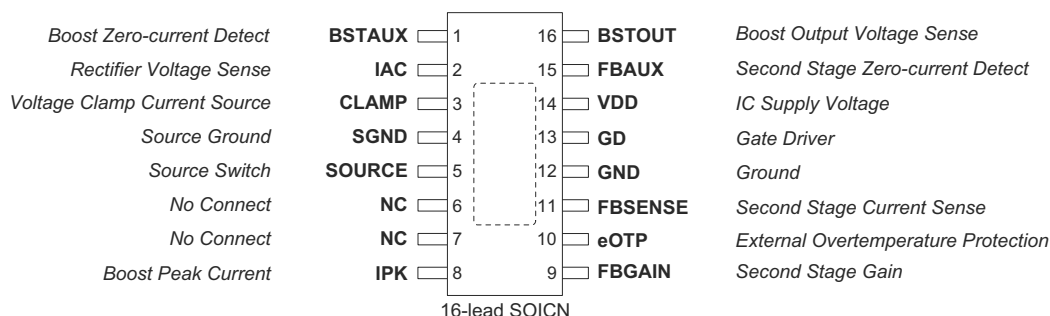 Boost Zero-current Detect BSTAUX 1 16 BSTOUT Boost Output Voltage Sense
Rectifier Voltage Sense IAC 2 15 FBAUX Second Stage Zero-current Detect
Voltage Clamp Current Source CLAMP 3 14 VDD IC Supply Voltage
Source Ground SGND 4 13 GD Gate Driver
Source Switch SOURCE 5 12 GND Ground
No Connect NC 6 11 FBSENSE Second Stage Current Sense
No Connect NC 7 10 eOTP External Overtemperature Protection
Boost Peak Current IPK 8 9 FBGAIN Second Stage Gain
16-lead SOICN